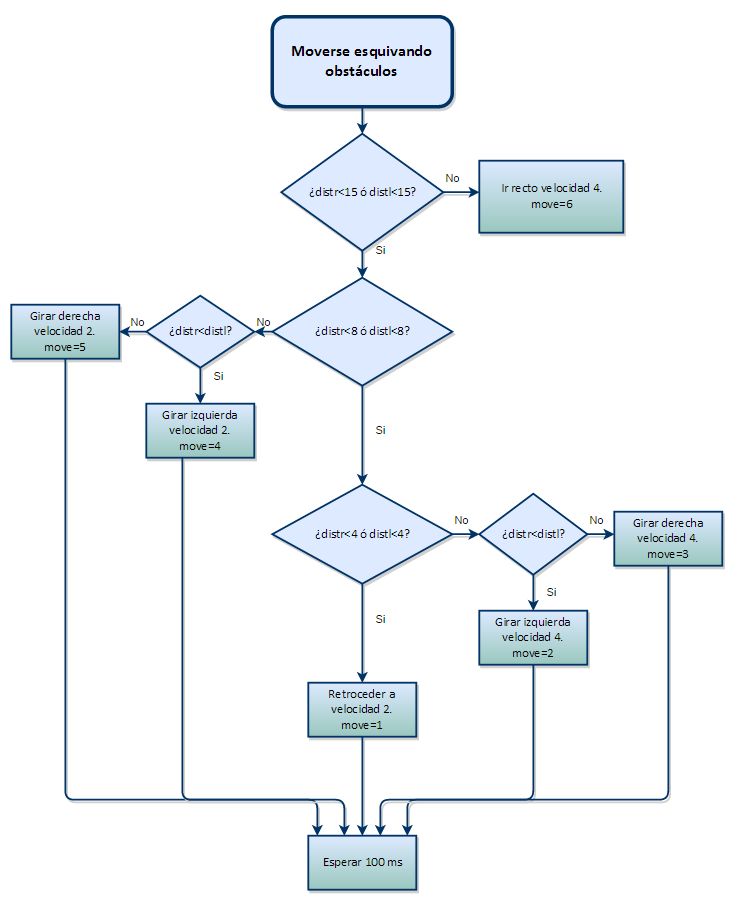 Moverse esquivando
obstáculos
¿distr<15 ó distl<15?
No
Ir recto velocidad 4.
move=6
Si
¿distr<8 ó distl<8?
No
¿distr<distl?
No
Girar derecha
velocidad 2.
move=5
Si
Girar izquierda
velocidad 2.
move=4
Si
¿distr<4 ó distl<4?
No
¿distr<distl?
No
Girar derecha
velocidad 4.
move=3
Si
Girar izquierda
velocidad 4.
move=2
Si
Retroceder a
velocidad 2.
move=1
Esperar 100 ms